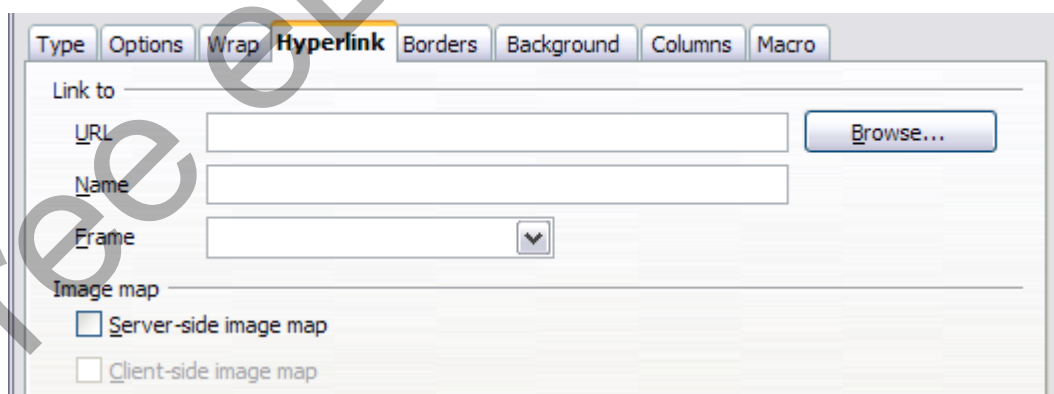 Type Options Wrap Hyperlink Borders Background Columns Macro
Link to
URL Browse...
Name
Frame
Image map
Server-side image map
Client-side image map